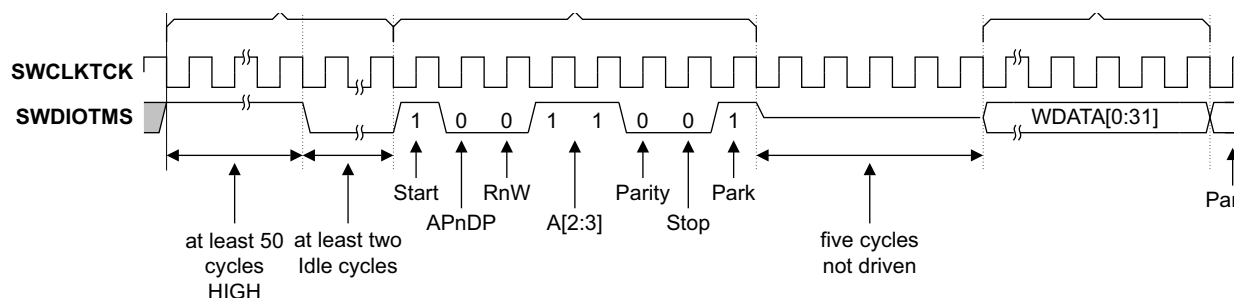 SWCLKTCK
SWDIOTMS
1 0 0 1 1 0 0 1
WDATA[0:31]
Start
RnW
Parity
Park
APnDP
A[2:3]
Stop
at least 50
cycles
HIGH
at least two
Idle cycles
five cycles
not driven